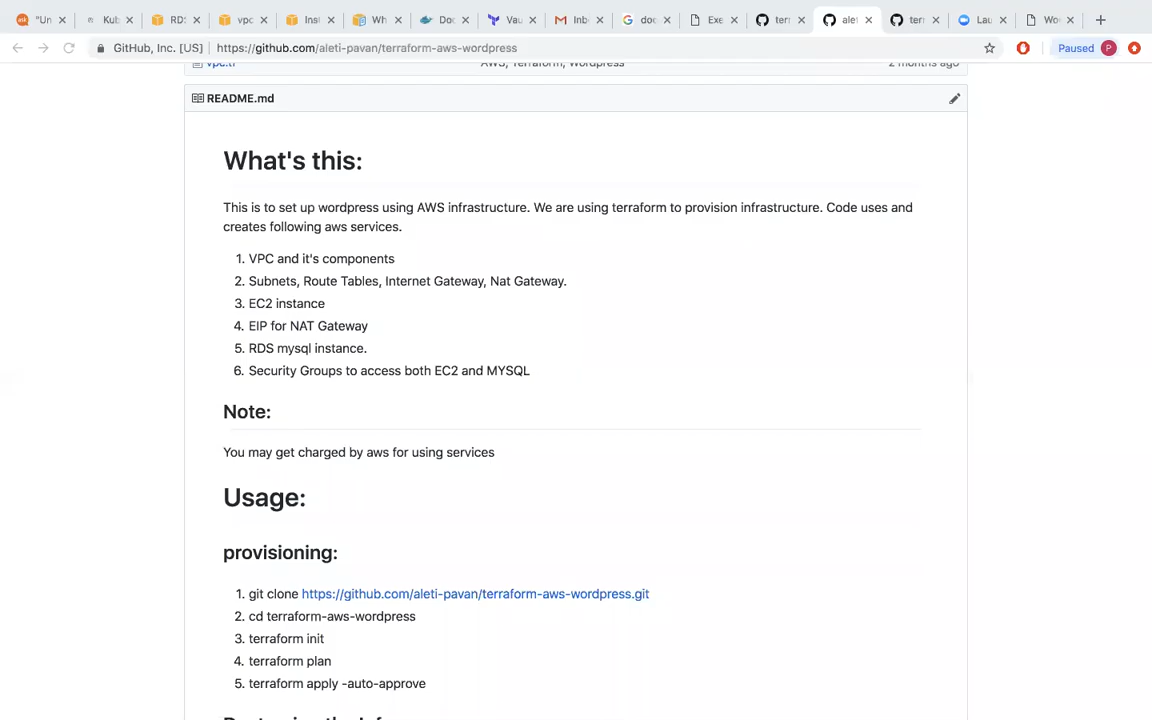 "Un
Kub
RDS
vpc
Inst
Wh
Doc
Vau
Inb
doc
Exe
terr
alet
terr
Lau
Wo
GitHub, Inc. [US] | https://github.com/aleti-pavan/terraform-aws-wordpress
Paused P
vpc.tf AWS, Terraform, Wordpress 2 months ago
README.md
What's this:
This is to set up wordpress using AWS infrastructure. We are using terraform to provision infrastructure. Code uses and
creates following aws services.
1. VPC and it's components
2. Subnets, Route Tables, Internet Gateway, Nat Gateway.
3. EC2 instance
4. EIP for NAT Gateway
5. RDS mysql instance.
6. Security Groups to access both EC2 and MYSQL
Note:
You may get charged by aws for using services
Usage:
provisioning:
1. git clone https://github.com/aleti-pavan/terraform-aws-wordpress.git
2. cd terraform-aws-wordpress
3. terraform init
4. terraform plan
5. terraform apply -auto-approve